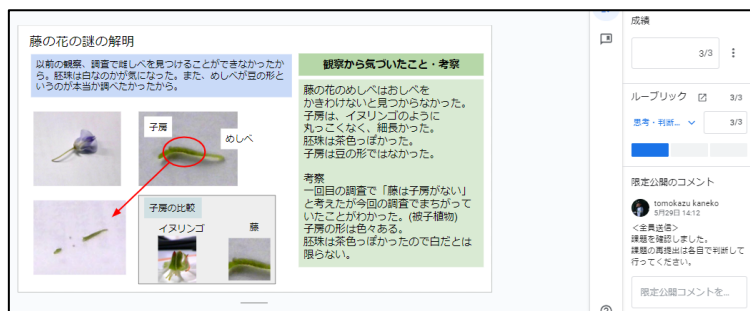 藤の花の謎の解明
以前の観察、調査で雌しべを見つけることができなかったか
ら。胚珠は白なのかが気になった。また、めしべが豆の形と
いうのが本当か調べたかったから。
子房
めしべ
子房の比較
イヌリンゴ
藤
観察から気づいたこと・考察
藤の花のめしべはおしべを
かきわけないと見つからなかった。
子房は、イヌリンゴのように
丸っこくなく、細長かった。
胚珠は茶色っぽかった。
子房は豆の形ではなかった。
考察
一回目の調査で「藤は子房がない」
と考えたが今回の調査でまちがって
いたことがわかった。(被子植物)
子房の形は色々ある。
胚珠は茶色っぽかったので白だとは
限らない。
成績
3/3
ルーブリック
3/3
思考・判断...
3/3
限定公開のコメント
tomokazu kaneko
5月29日 14:12
<全員送信>
課題を確認しました。
課題の再提出は各自で判断して
行ってください。
限定公開コメントを...